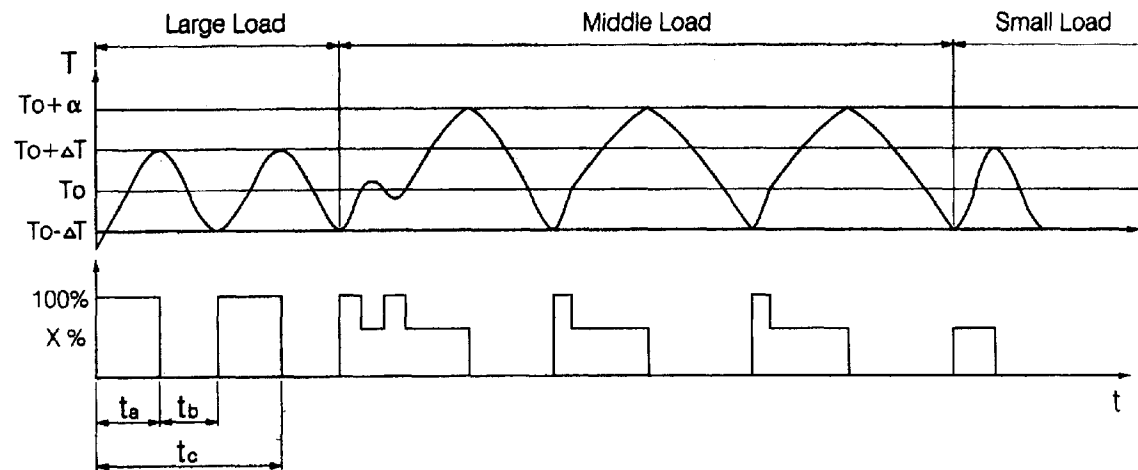 Large Load Middle Load Small Load
T
To+α
To+ΔT
To
To-ΔT
100%
X %
ta tb
t
tc